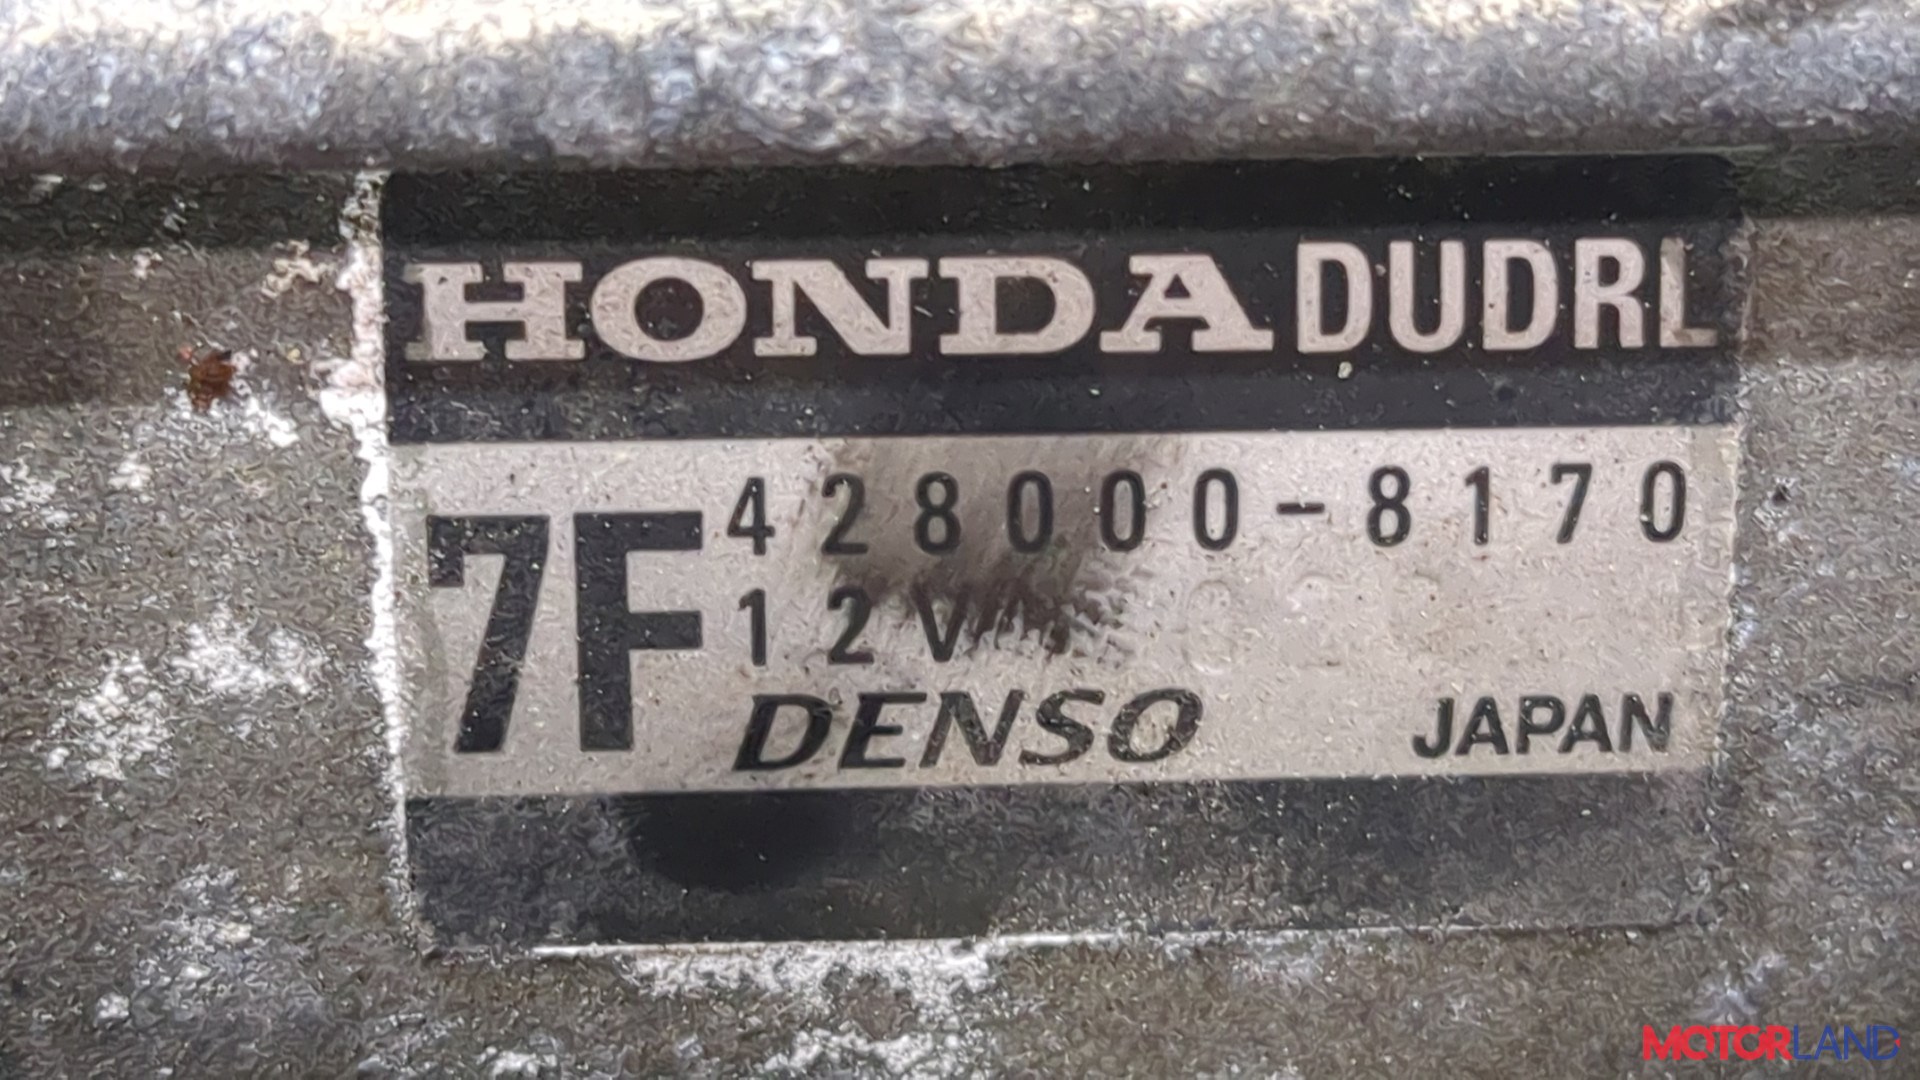 HONDA DUDRL
7F
428000-8170
12V
DENSO JAPAN
MOTORLAND